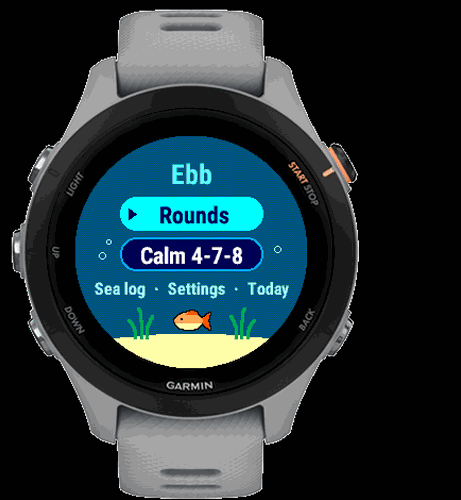 Ebb
Rounds
Calm 4-7-8
Sea log · Settings · Today
LIGHT
START STOP
UP
DOWN
BACK
GARMIN